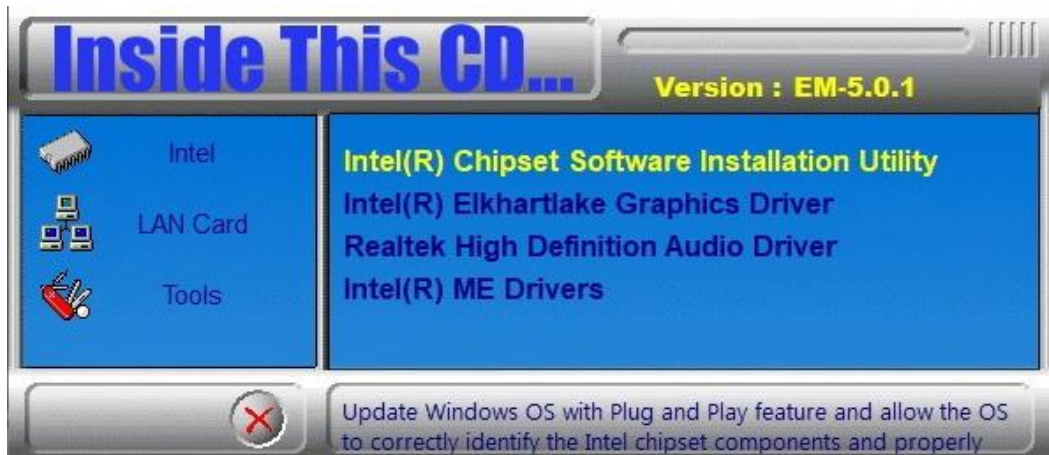 Inside This CD...
Version : EM-5.0.1
Intel
LAN Card
Tools
Intel(R) Chipset Software Installation Utility
Intel(R) Elkhartlake Graphics Driver
Realtek High Definition Audio Driver
Intel(R) ME Drivers
Update Windows OS with Plug and Play feature and allow the OS
to correctly identify the Intel chipset components and properly